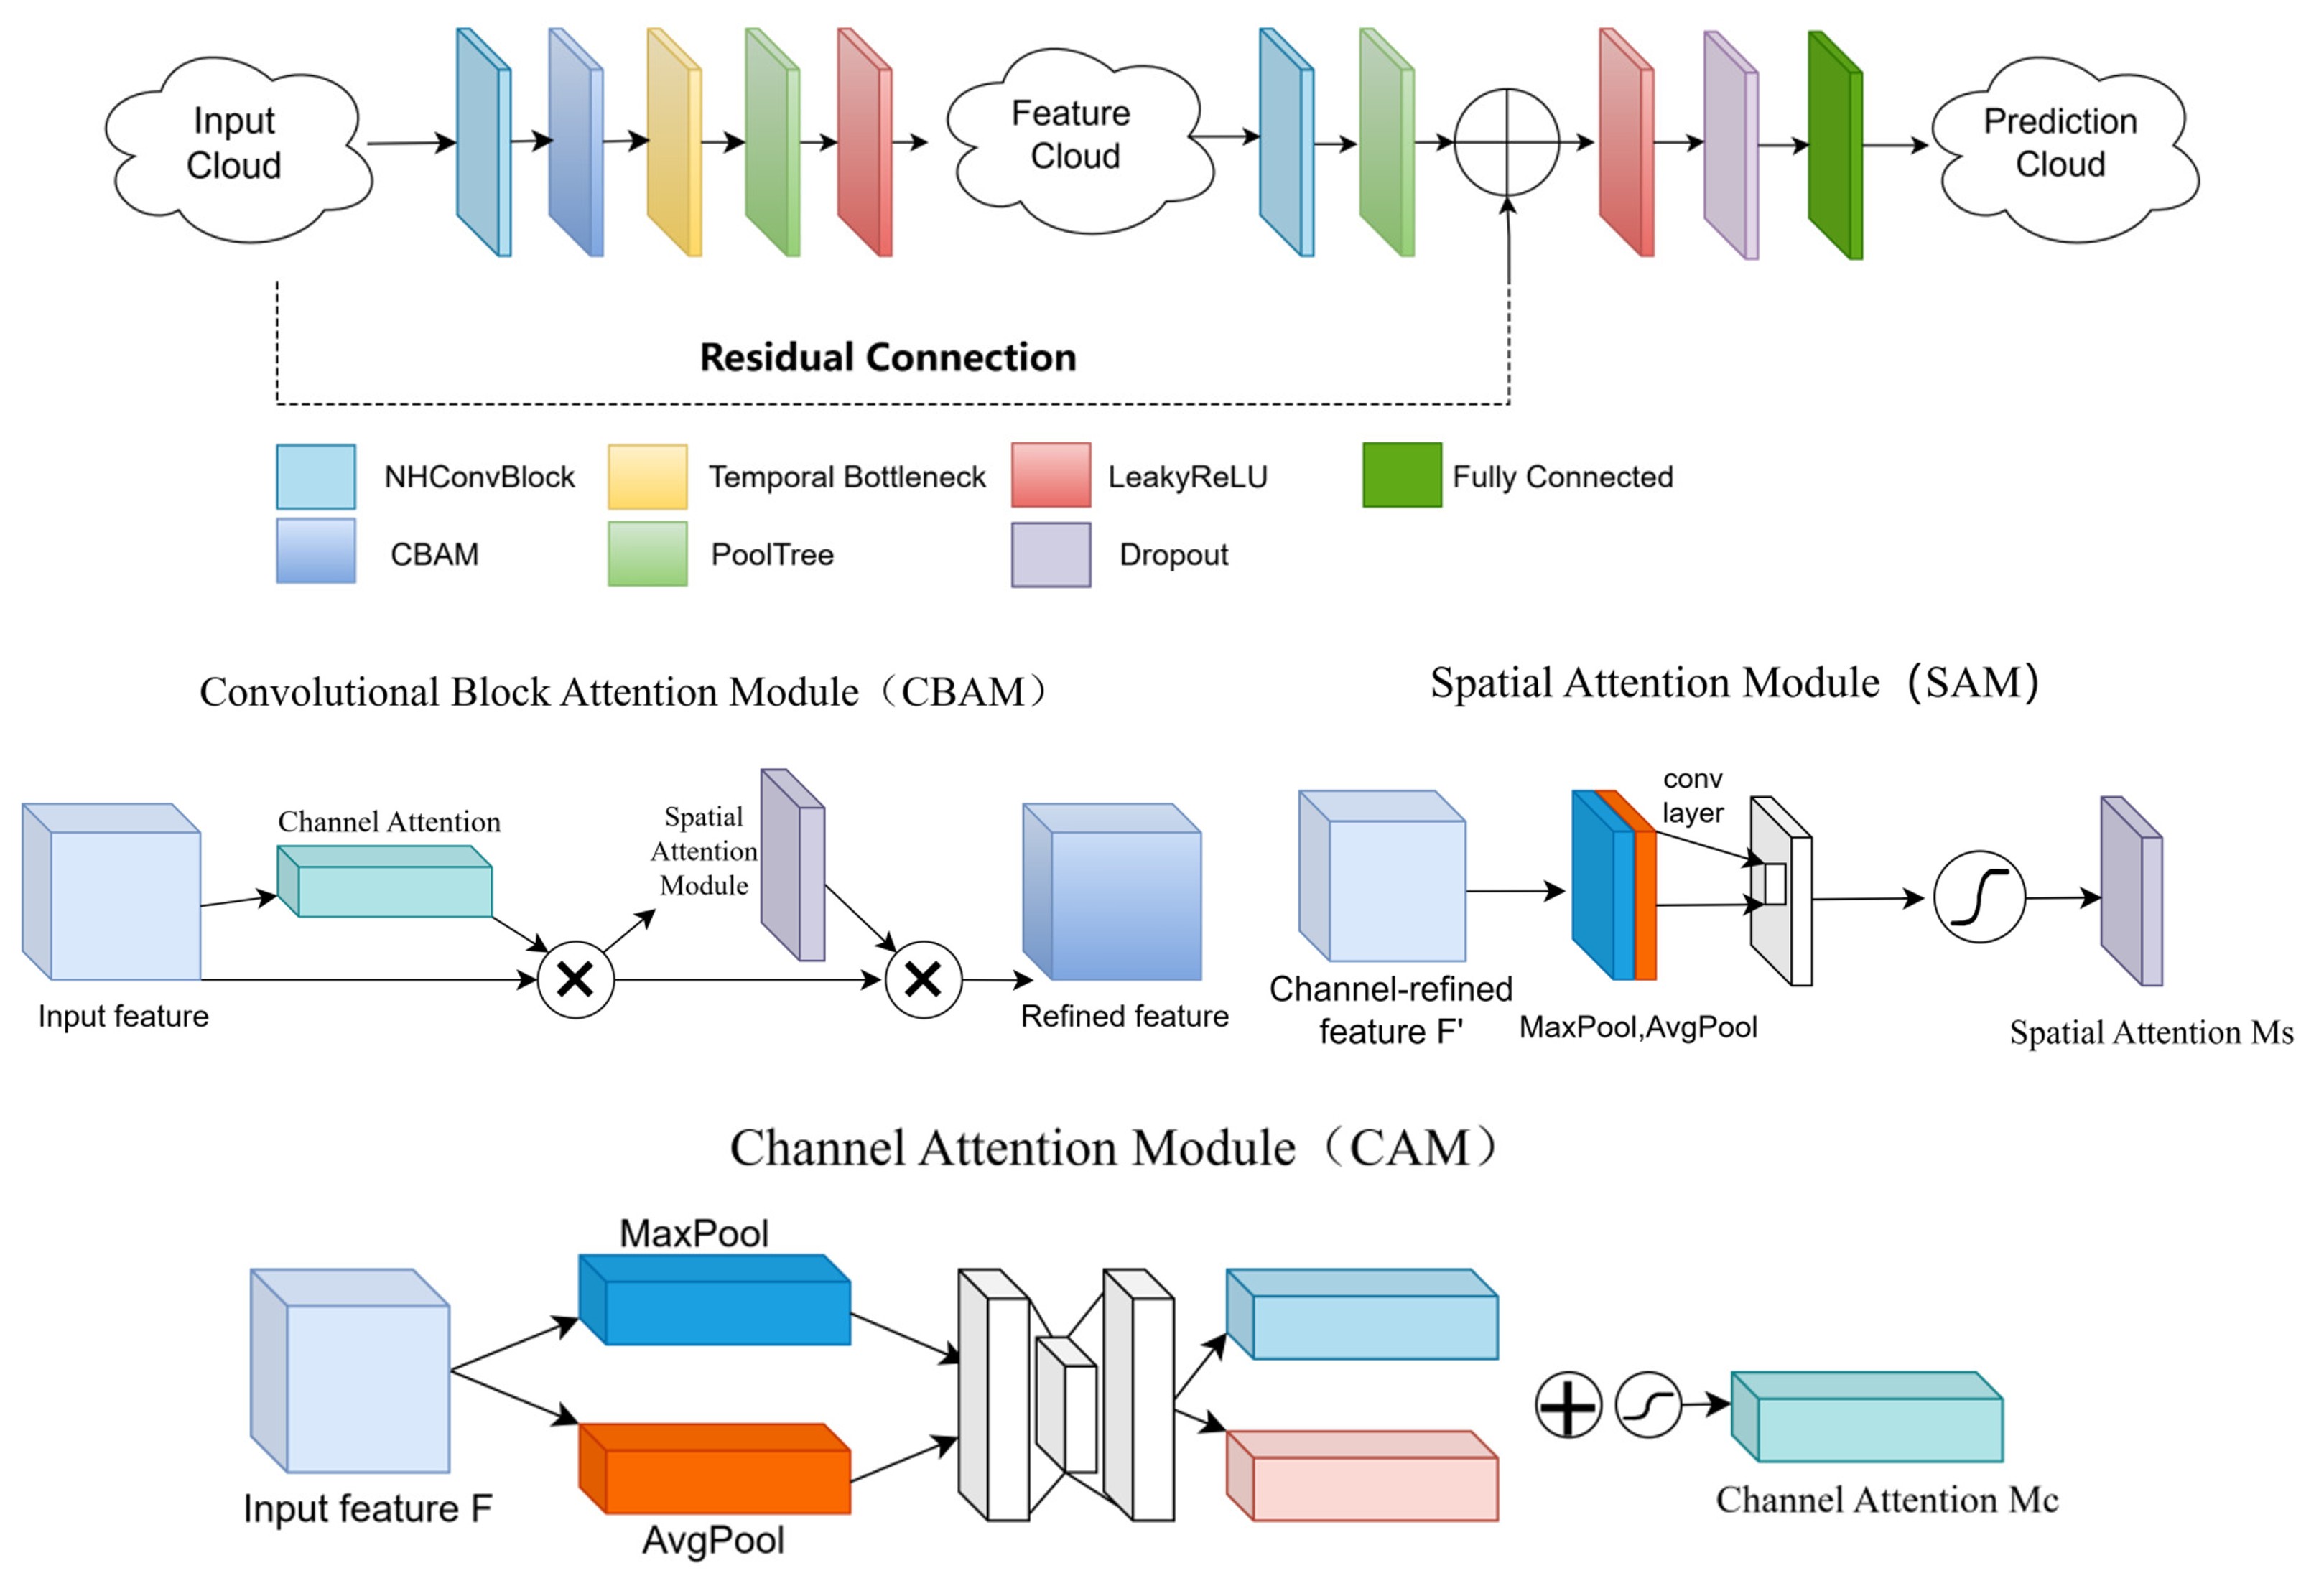 Input
Cloud
Feature
Cloud
Prediction
Cloud
Residual Connection
NHConvBlock
Temporal Bottleneck
LeakyReLU
Fully Connected
CBAM
PoolTree
Dropout
Convolutional Block Attention Module（CBAM）
Spatial Attention Module（SAM）
Channel Attention
Spatial
Attention
Module
Input feature
Refined feature
conv
layer
Channel-refined
feature F'
MaxPool,AvgPool
Spatial Attention Ms
Channel Attention Module（CAM）
MaxPool
Input feature F
AvgPool
Channel Attention Mc